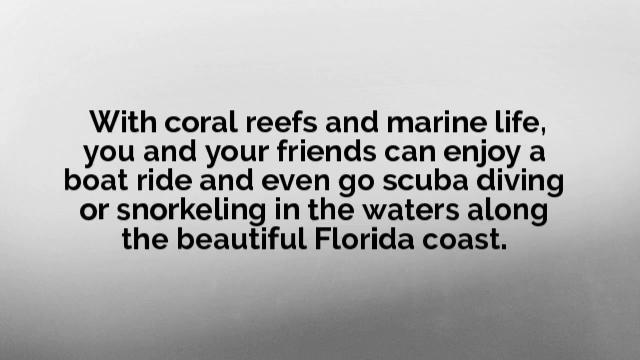 With coral reefs and marine life,
you and your friends can enjoy a
boat ride and even go scuba diving
or snorkeling in the waters along
the beautiful Florida coast.